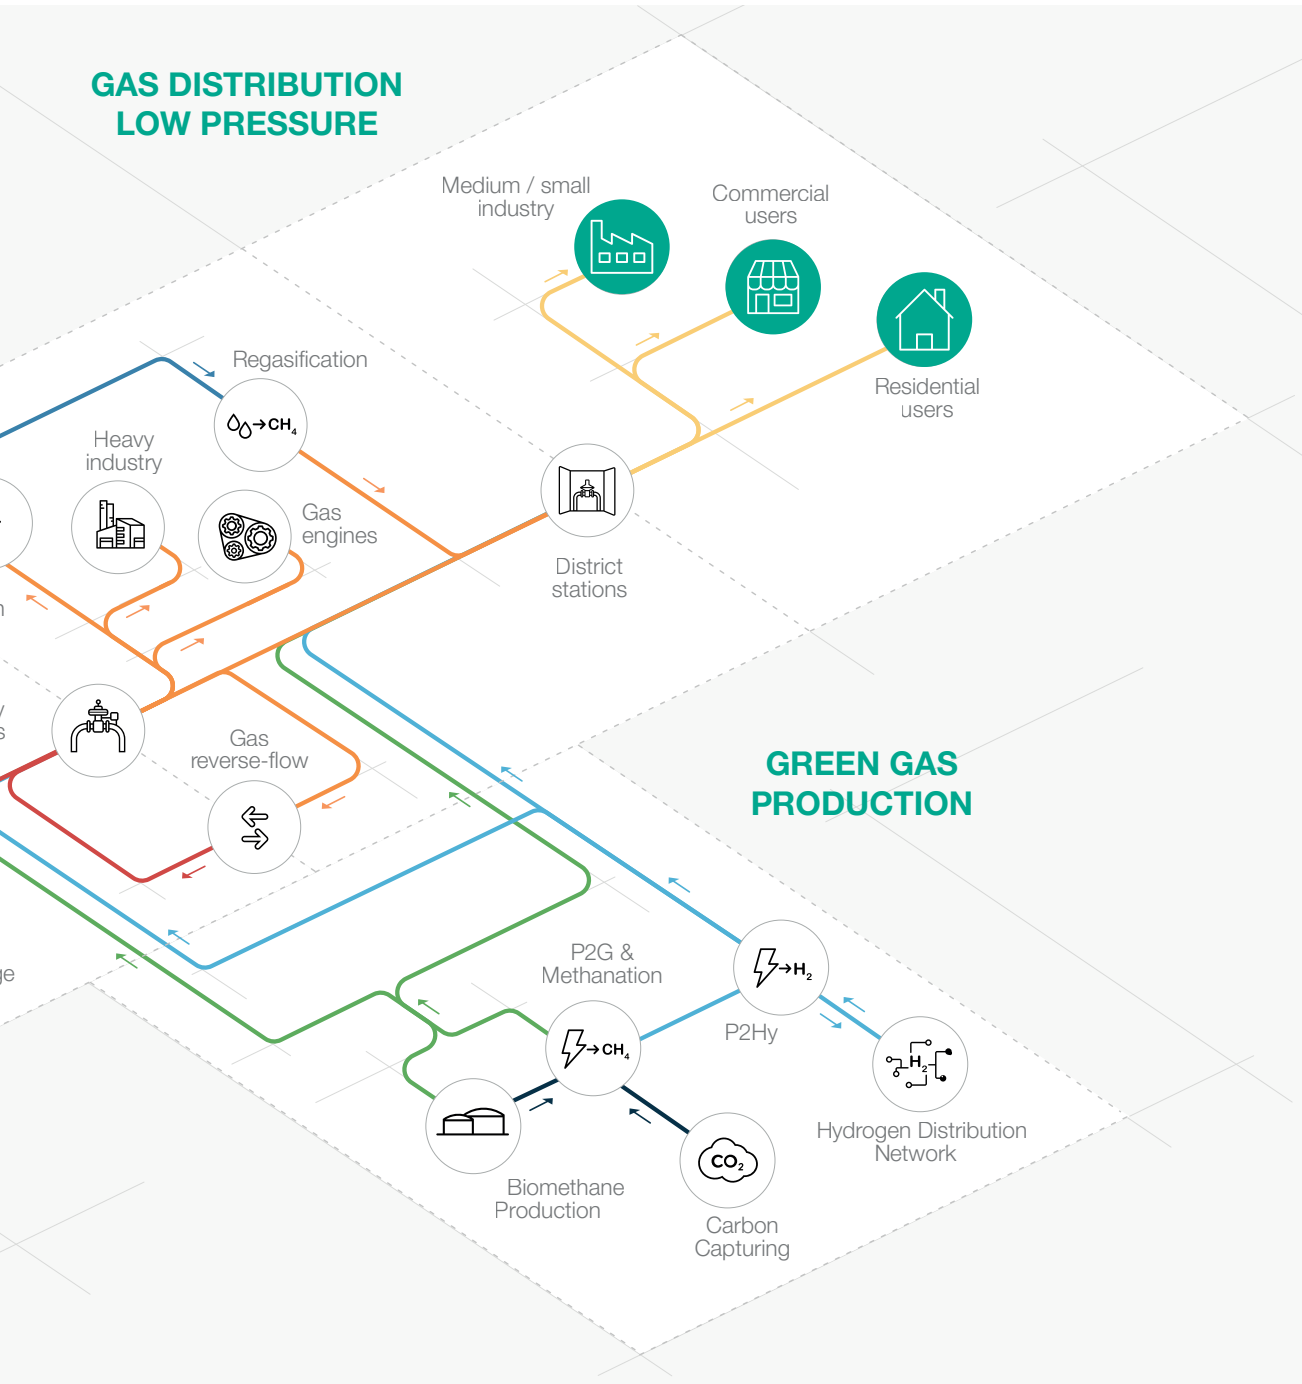 GAS DISTRIBUTION
LOW PRESSURE
Medium / small
industry
Commercial
users
Residential
users
Regasification
→CH₄
Heavy
industry
Gas
engines
District
stations
Gas
reverse-flow
GREEN GAS
PRODUCTION
P2G &
Methanation
→CH₄
→H₂
P2Hy
H₂
Hydrogen Distribution
Network
Biomethane
Production
CO₂
Carbon
Capturing